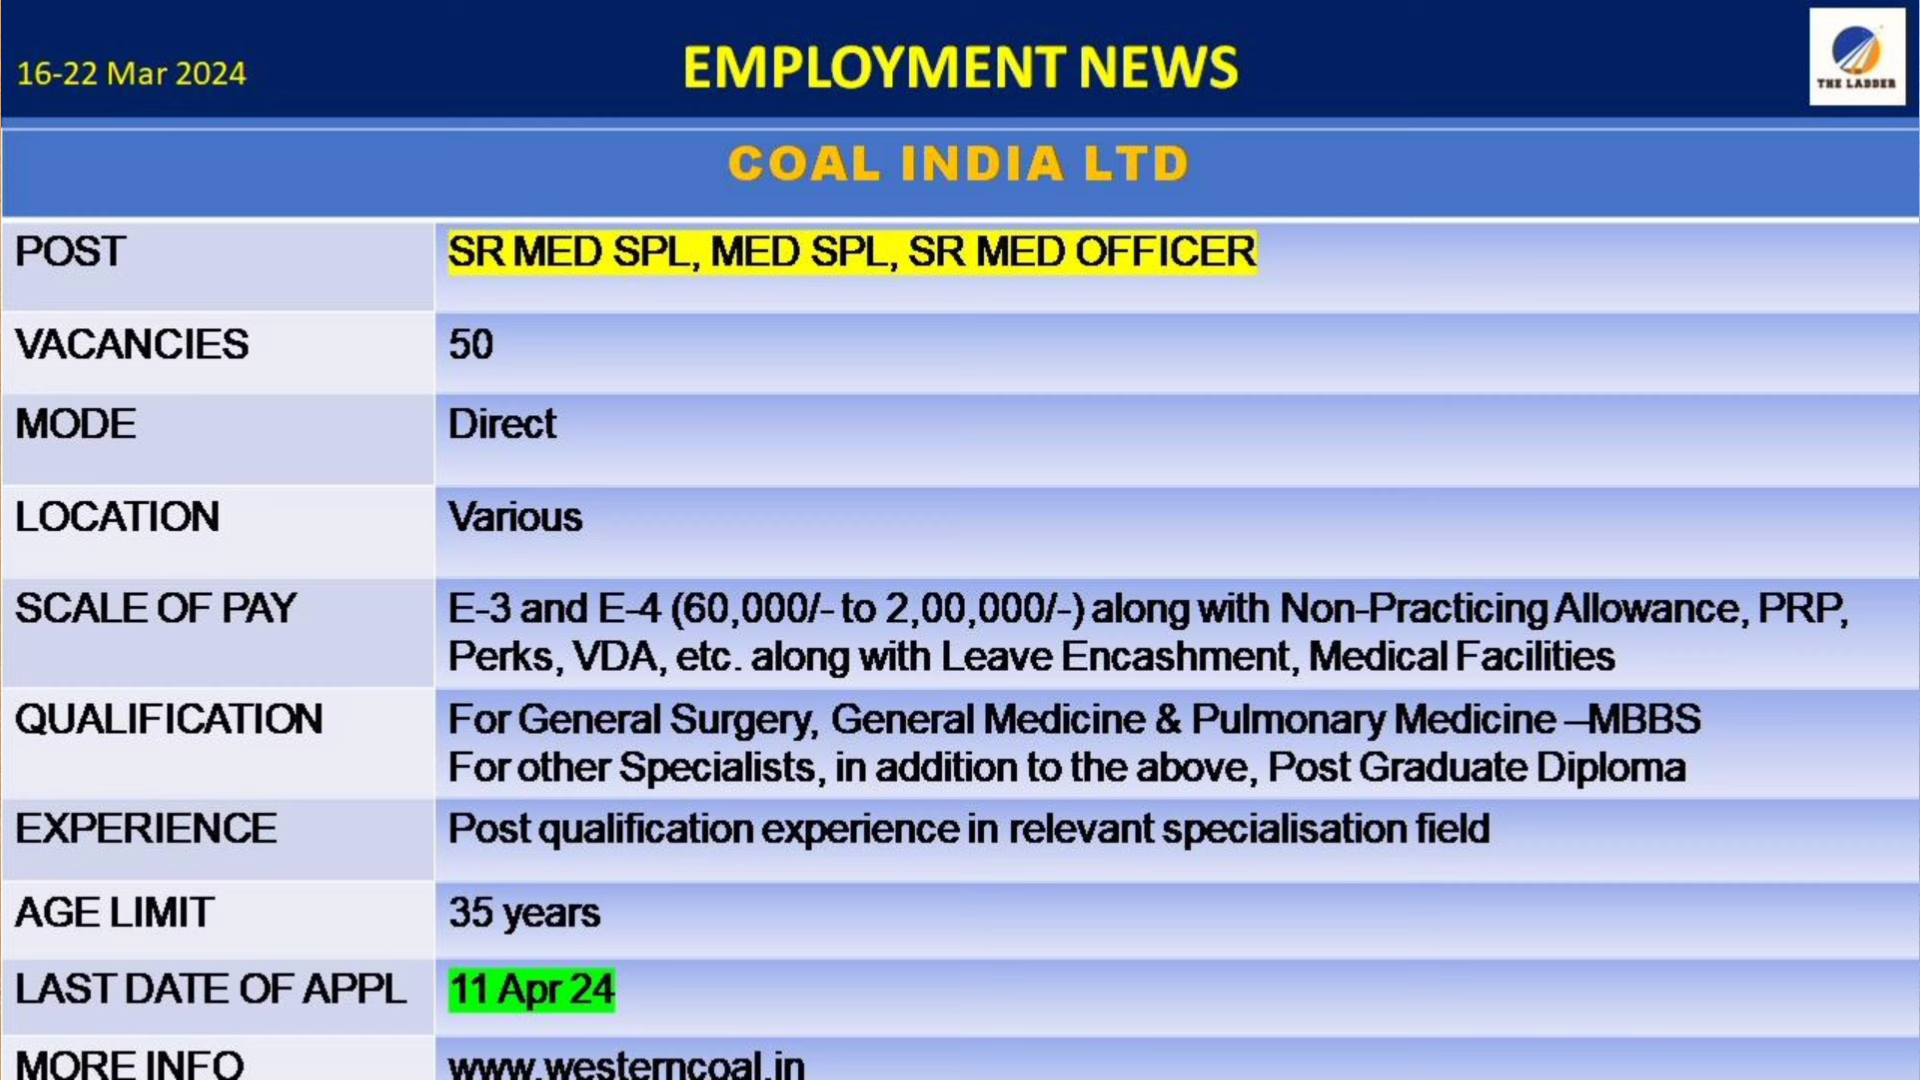 16-22 Mar 2024
EMPLOYMENT NEWS
THE LADDER
COAL INDIA LTD
POST
SR MED SPL, MED SPL, SR MED OFFICER
VACANCIES
50
MODE
Direct
LOCATION
Various
SCALE OF PAY
E-3 and E-4 (60,000/- to 2,00,000/-) along with Non-Practicing Allowance, PRP,
Perks, VDA, etc. along with Leave Encashment, Medical Facilities
QUALIFICATION
For General Surgery, General Medicine & Pulmonary Medicine –MBBS
For other Specialists, in addition to the above, Post Graduate Diploma
EXPERIENCE
Post qualification experience in relevant specialisation field
AGE LIMIT
35 years
LAST DATE OF APPL
11 Apr 24
MORE INFO
www.westerncoal.in